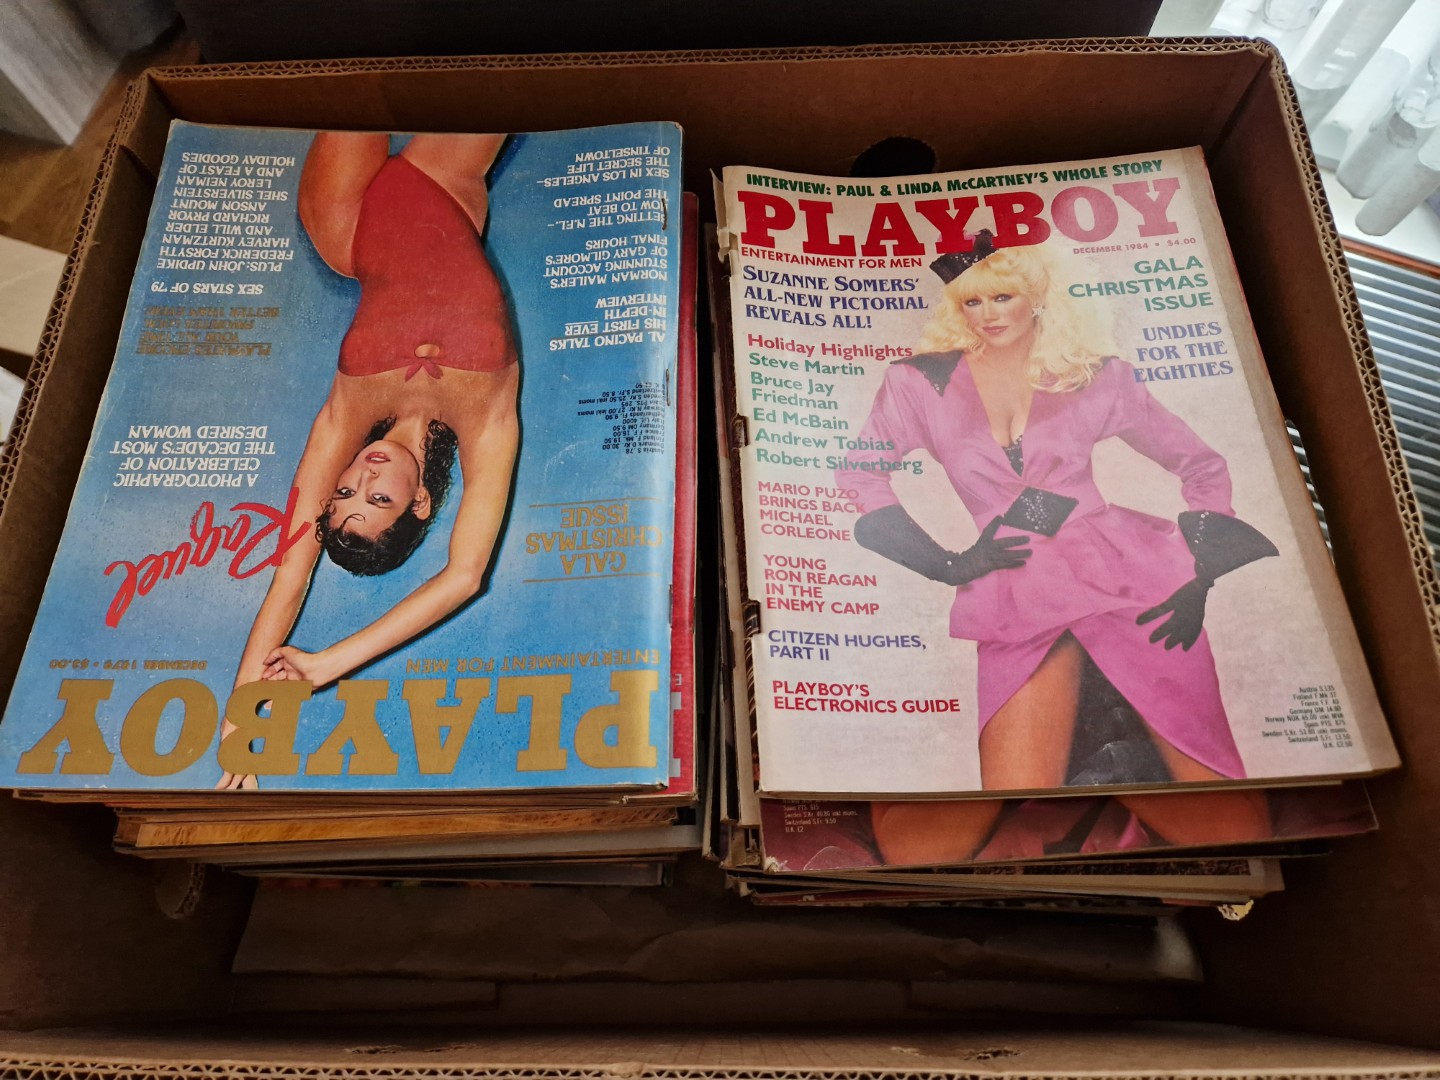 PLAYBOY
ENTERTAINMENT FOR MEN
DECEMBER 1979 • $3.00
Raquel
A PHOTOGRAPHIC
CELEBRATION OF
THE DECADE'S MOST
DESIRED WOMAN
GALA
CHRISTMAS
ISSUE
AL PACINO TALKS
HIS FIRST EVER
IN-DEPTH
INTERVIEW
NORMAN MAILER'S
STUNNING ACCOUNT
OF GARY GILMORE'S
FINAL HOURS
BETTING THE N.F.L.–
HOW TO BEAT
THE POINT SPREAD
SEX IN LOS ANGELES–
THE SECRET LIFE
OF TINSELTOWN
SEX STARS OF '79
PLUS: JOHN UPDIKE
FREDERICK FORSYTH
HARVEY KURTZMAN
AND WILL ELDER
RICHARD PRYOR
ANSON MOUNT
SHEL SILVERSTEIN
LEROY NEIMAN
AND A FEAST OF
HOLIDAY GOODIES
INTERVIEW: PAUL & LINDA McCARTNEY'S WHOLE STORY
PLAYBOY
ENTERTAINMENT FOR MEN
DECEMBER 1984 • $4.00
SUZANNE SOMERS'
ALL-NEW PICTORIAL
REVEALS ALL!
GALA
CHRISTMAS
ISSUE
UNDIES
FOR THE
EIGHTIES
Holiday Highlights
Steve Martin
Bruce Jay
Friedman
Ed McBain
Andrew Tobias
Robert Silverberg
MARIO PUZO
BRINGS BACK
MICHAEL
CORLEONE
YOUNG
RON REAGAN
IN THE
ENEMY CAMP
CITIZEN HUGHES,
PART II
PLAYBOY'S
ELECTRONICS GUIDE
U.K. £2.50
U.K. £2